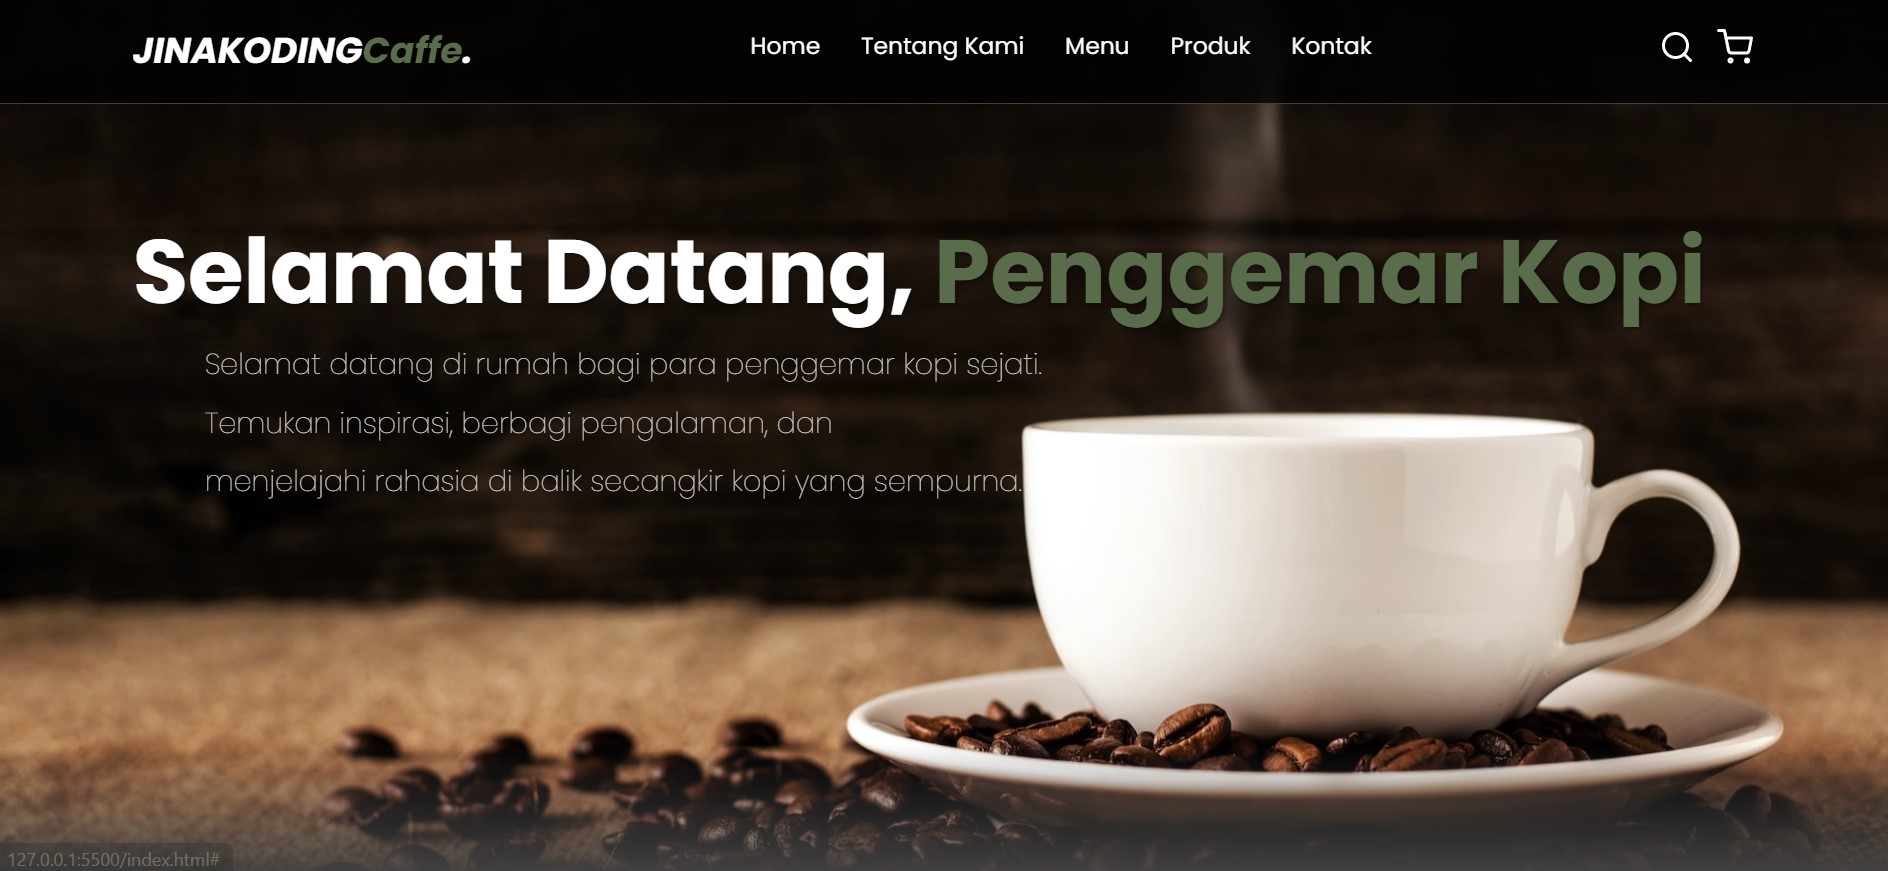 JINAKODINGCaffe.
Home Tentang Kami Menu Produk Kontak
Selamat Datang, Penggemar Kopi
Selamat datang di rumah bagi para penggemar kopi sejati.
Temukan inspirasi, berbagi pengalaman, dan
menjelajahi rahasia di balik secangkir kopi yang sempurna.
127.0.0.1:5500/index.html#